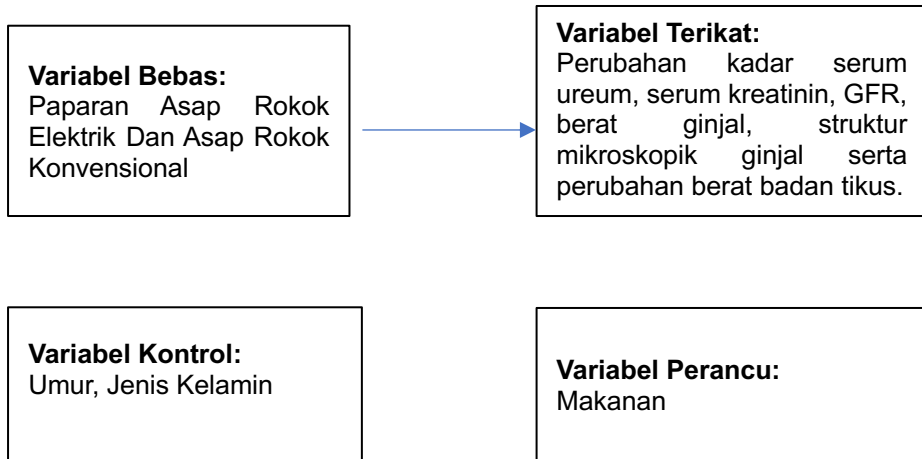 Variabel Bebas:
Paparan Asap Rokok
Elektrik Dan Asap Rokok
Konvensional
Variabel Terikat:
Perubahan kadar serum
ureum, serum kreatinin, GFR,
berat ginjal, struktur
mikroskopik ginjal serta
perubahan berat badan tikus.
Variabel Kontrol:
Umur, Jenis Kelamin
Variabel Perancu:
Makanan